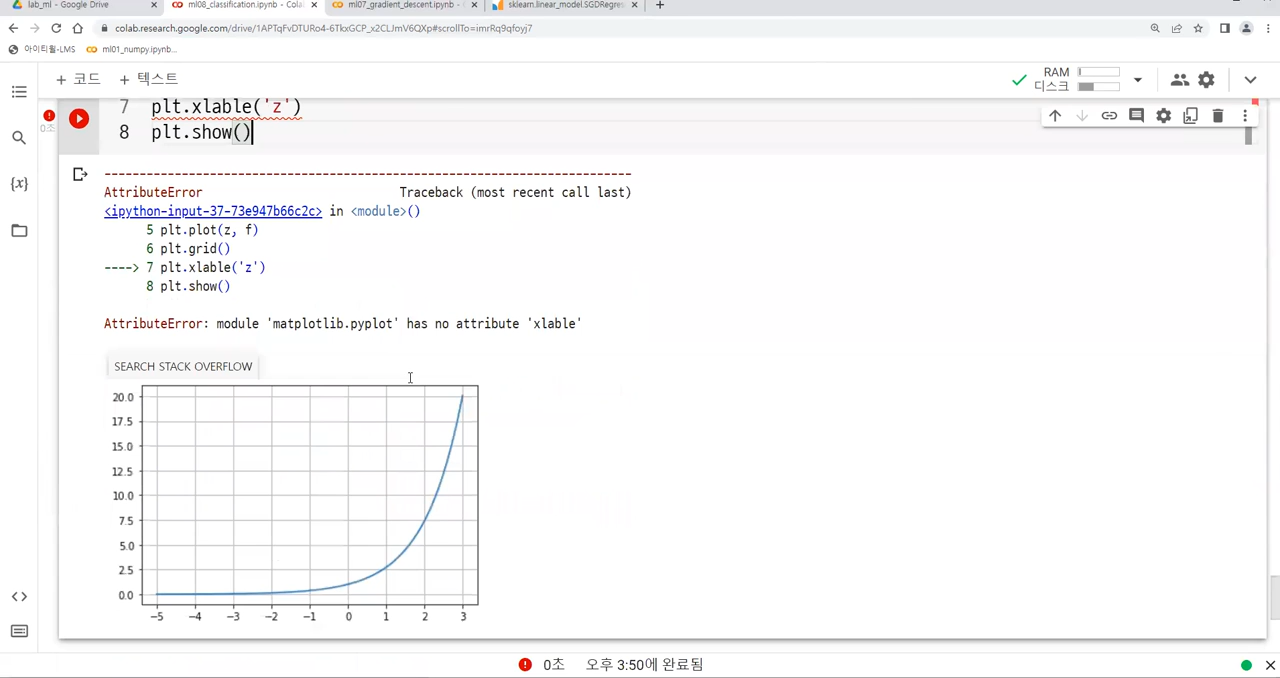 lab_ml - Google Drive
ml08_classification.ipynb - Cola
ml07_gradient_descent.ipynb - C
sklearn.linear_model.SGDRegres
colab.research.google.com/drive/1APTqFvDTURo4-6TkxGCP_x2CLJmV6QXp#scrollTo=imrRq9qfoyj7
아이티윌-LMS
ml01_numpy.ipynb...
+ 코드 + 텍스트
RAM
디스크
0초
7 plt.xlable('z')
8 plt.show()
{x}
AttributeError Traceback (most recent call last)
<ipython-input-37-73e947b66c2c> in <module>()
5 plt.plot(z, f)
6 plt.grid()
----> 7 plt.xlable('z')
8 plt.show()
AttributeError: module 'matplotlib.pyplot' has no attribute 'xlable'
SEARCH STACK OVERFLOW
20.0
17.5
15.0
12.5
10.0
7.5
5.0
2.5
0.0
−5 −4 −3 −2 −1 0 1 2 3
0초 오후 3:50에 완료됨